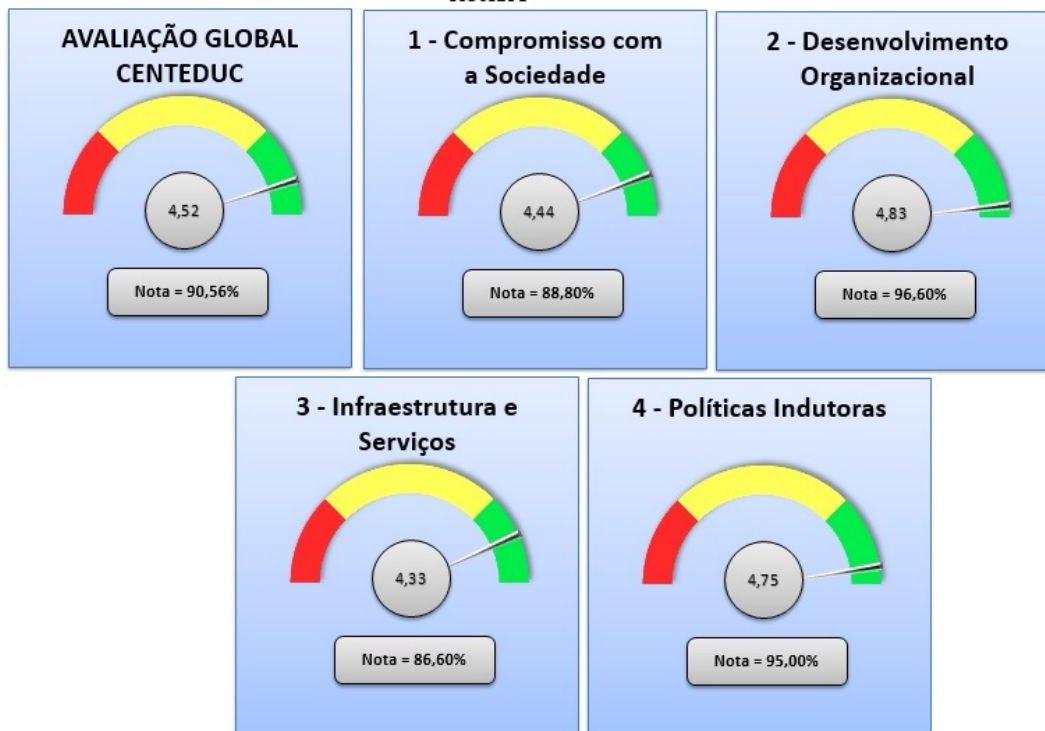 AVALIAÇÃO GLOBAL
CENTEDUC
4,52
Nota = 90,56%
1 - Compromisso com
a Sociedade
4,44
Nota = 88,80%
2 - Desenvolvimento
Organizacional
4,83
Nota = 96,60%
3 - Infraestrutura e
Serviços
4,33
Nota = 86,60%
4 - Políticas Indutoras
4,75
Nota = 95,00%